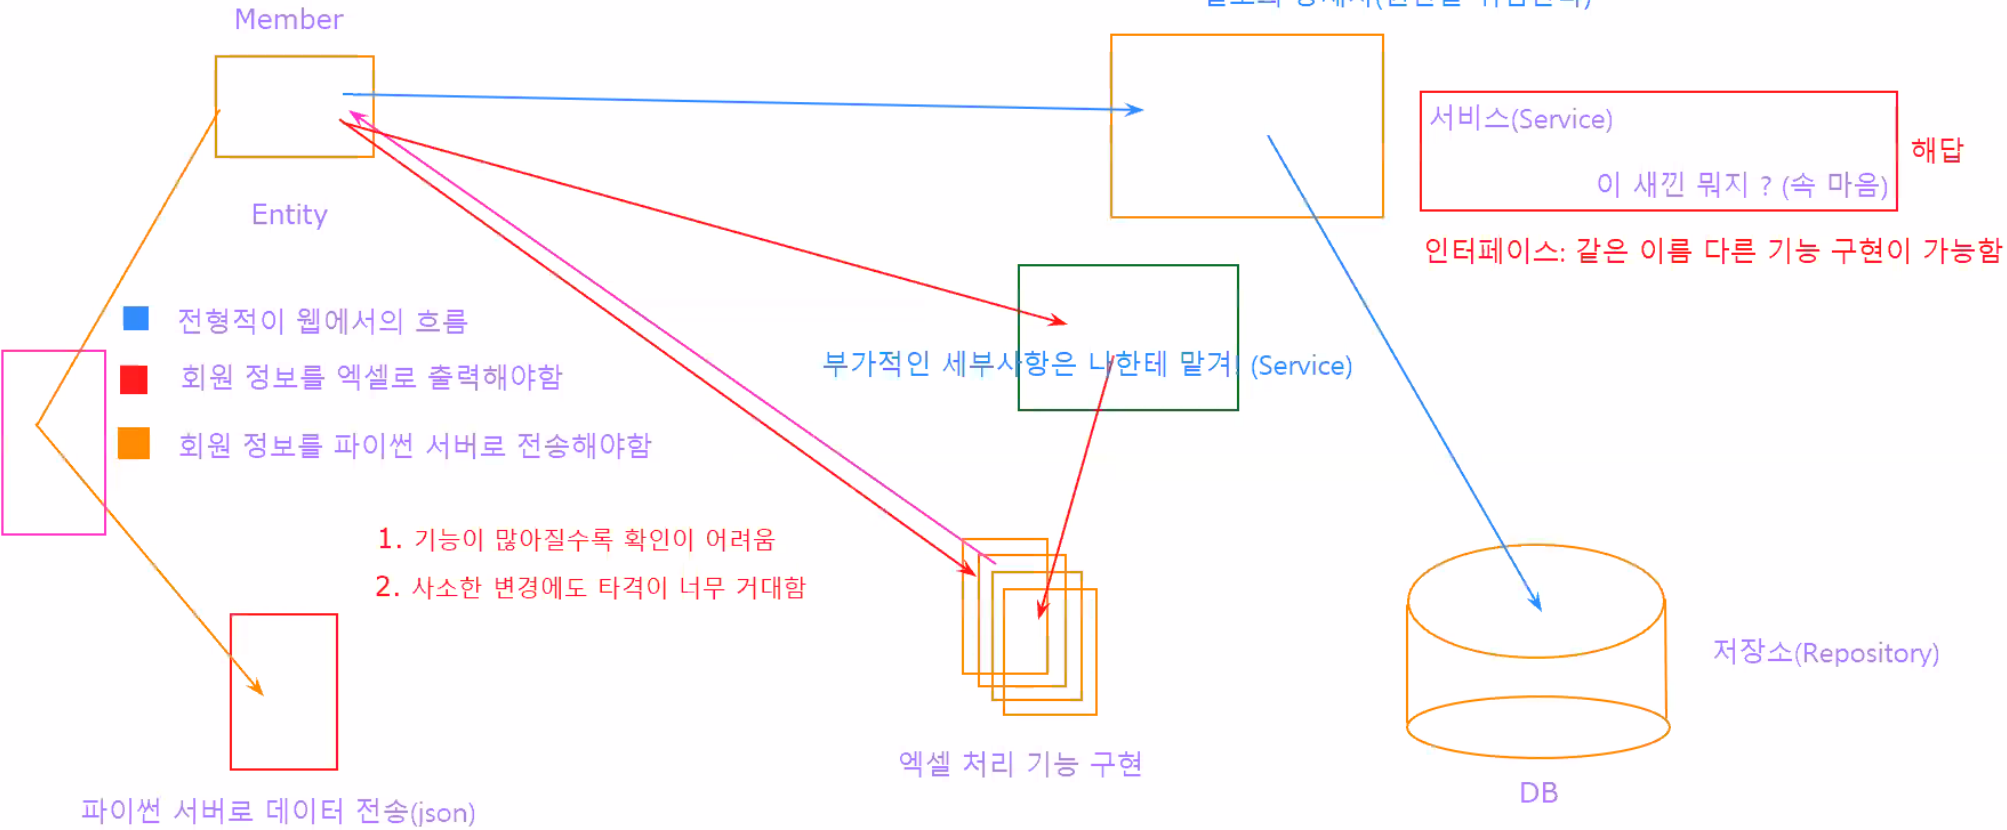 Member
서비스(Service)
해답
이 새낀 뭐지 ? (속 마음)
Entity
인터페이스: 같은 이름 다른 기능 구현이 가능함
전형적이 웹에서의 흐름
부가적인 세부사항은 나한테 맡겨! (Service)
회원 정보를 엑셀로 출력해야함
회원 정보를 파이썬 서버로 전송해야함
1. 기능이 많아질수록 확인이 어려움
2. 사소한 변경에도 타격이 너무 거대함
저장소(Repository)
엑셀 처리 기능 구현
DB
파이썬 서버로 데이터 전송(json)